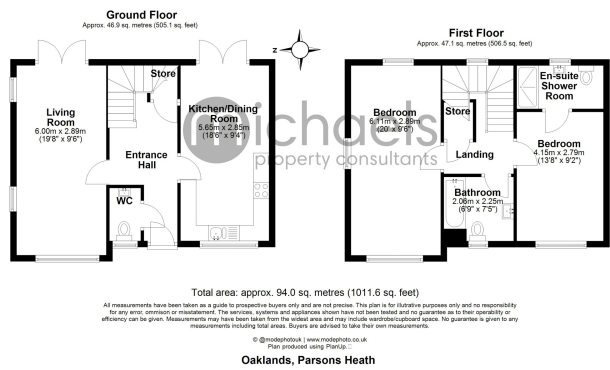 Ground Floor
Approx. 46.9 sq. metres (505.1 sq. feet)
Store
Living
Room
6.00m x 2.89m
(19'8" x 9'6")
Kitchen/Dining
Room
5.65m x 2.85m
(18'6" x 9'4")
Entrance
Hall
WC
Z
First Floor
Approx. 47.1 sq. metres (506.5 sq. feet)
En-suite
Shower
Room
Bedroom
6.11m x 2.89m
(20' x 9'6")
Store
Landing
Bedroom
4.15m x 2.79m
(13'8" x 9'2")
Bathroom
2.06m x 2.25m
(6'9" x 7'5")
michaels
property consultants
Total area: approx. 94.0 sq. metres (1011.6 sq. feet)
All measurements have been taken as a guide to prospective buyers only and are not precise. This plan is for illustrative purposes only and no responsibility
for any error, ommison or misstatement. The services, systems and appliances shown have not been tested and no guarantee as to their operability or
efficiency can be given. Measurements may have been taken from the widest area and may include wardrobe/cupboard space. No guarantee is given to any
measurements including total areas. Buyers are advised to take their own measurements.
© @modephotouk | www.modephoto.co.uk
Plan produced using PlanUp.
Oaklands, Parsons Heath